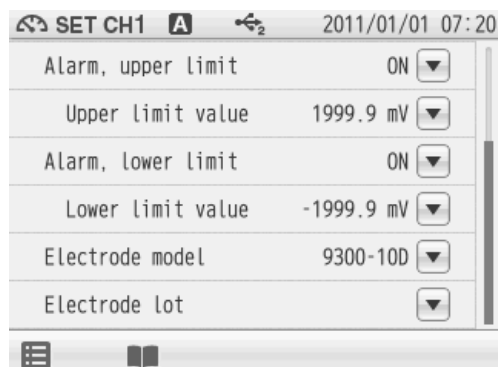 SET CH1 A 2 2011/01/01 07:20
Alarm, upper limit ON
Upper limit value 1999.9 mV
Alarm, lower limit ON
Lower limit value -1999.9 mV
Electrode model 9300-10D
Electrode lot